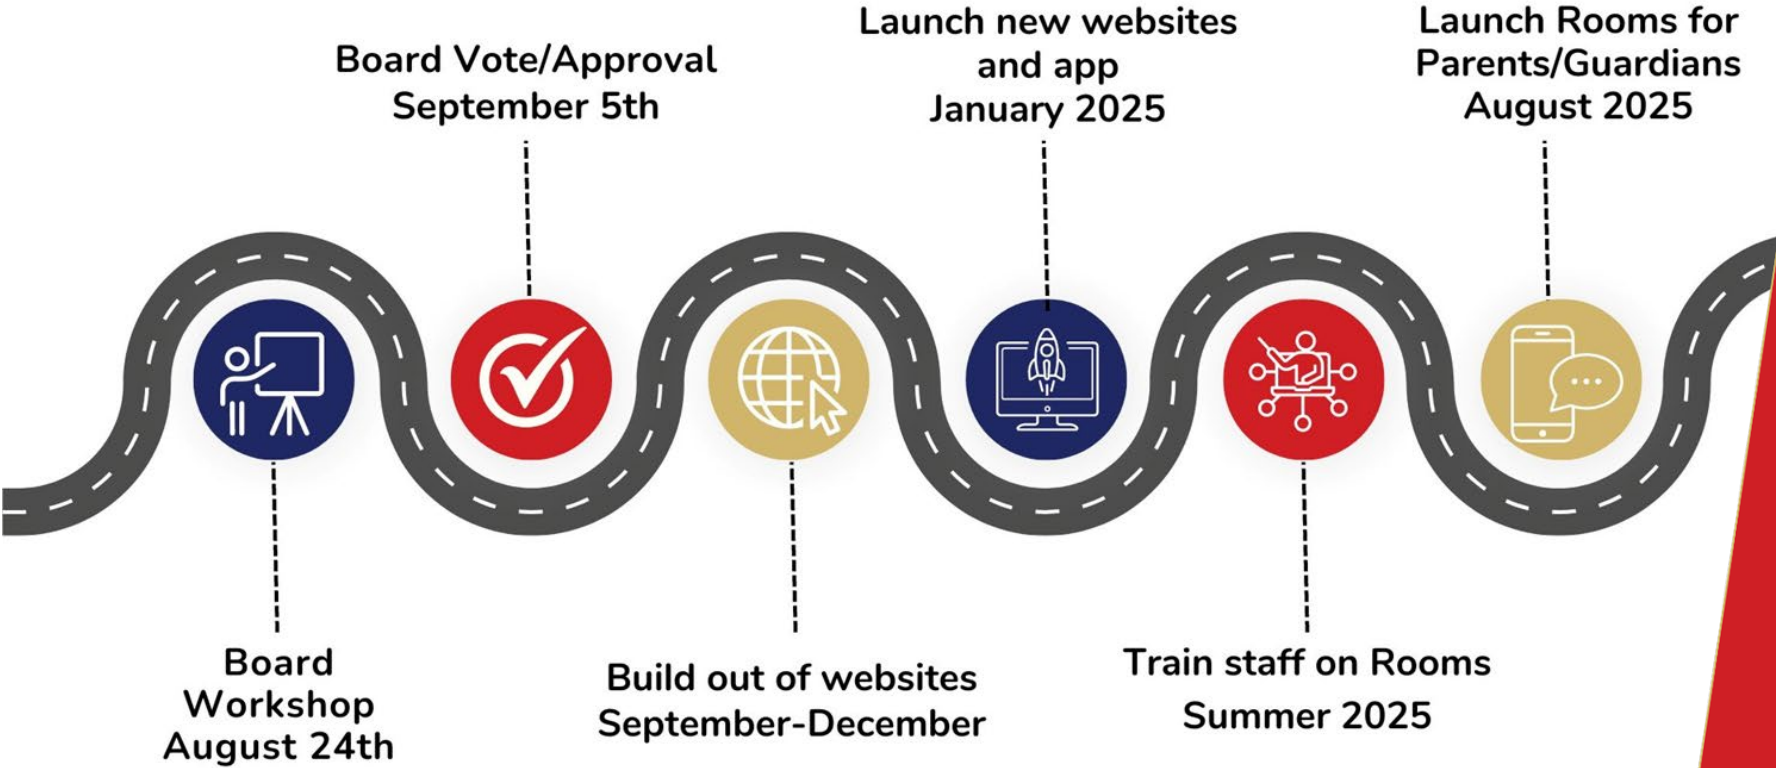 Board
Workshop
August 24th
Board Vote/Approval
September 5th
Build out of websites
September-December
Launch new websites
and app
January 2025
Train staff on Rooms
Summer 2025
Launch Rooms for
Parents/Guardians
August 2025